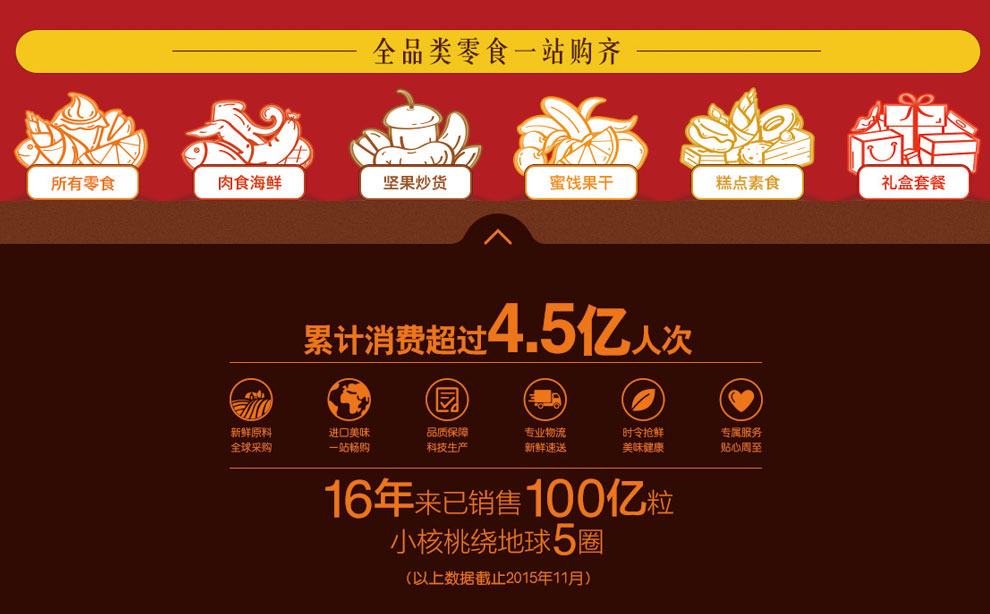 全品类零食一站购齐
所有零食
肉食海鲜
坚果炒货
蜜饯果干
糕点素食
礼盒套餐
累计消费超过4.5亿人次
新鲜原料
全球采购
进口美味
一站畅购
品质保障
科技生产
专业物流
新鲜速送
时令抢鲜
美味健康
专属服务
贴心周至
16年来已销售100亿粒
小核桃绕地球5圈
（以上数据截止2015年11月）